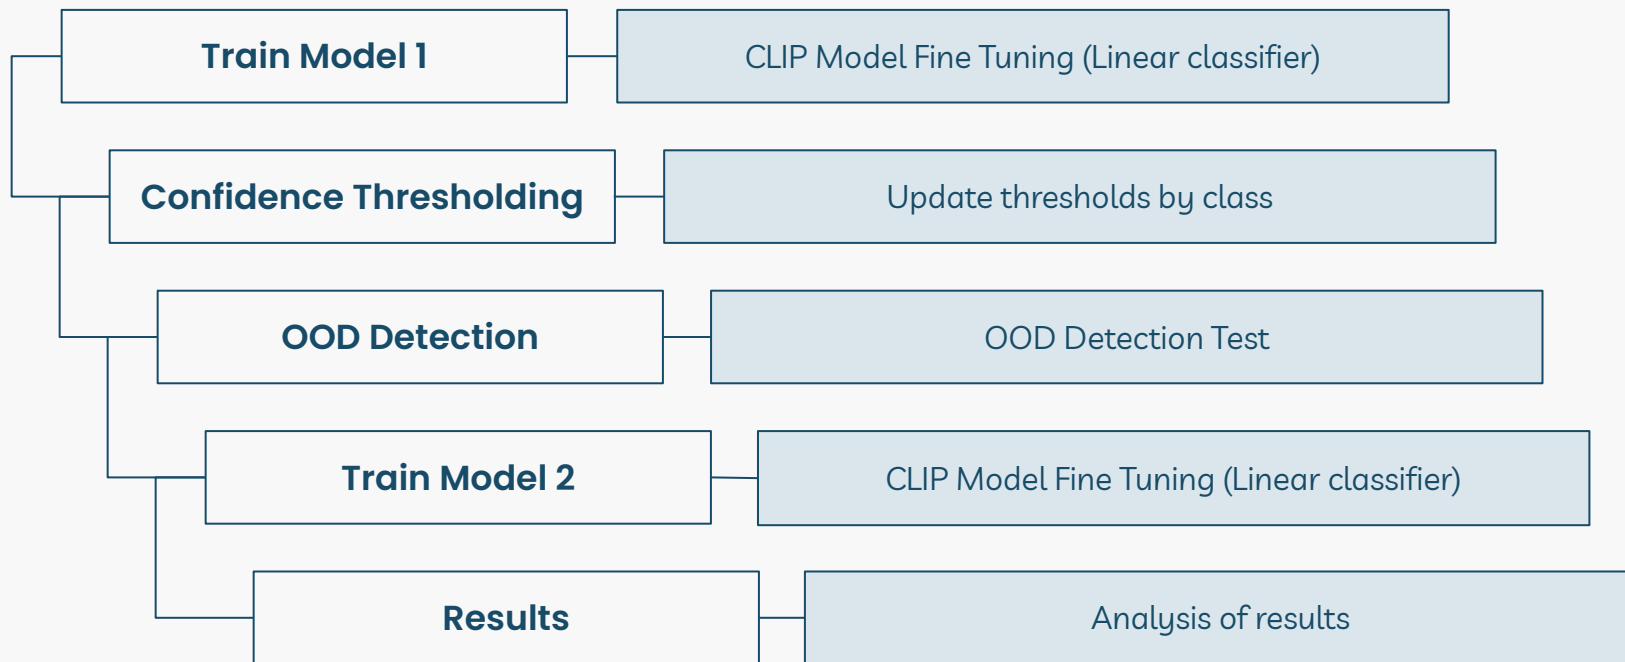 Train Model 1
CLIP Model Fine Tuning (Linear classifier)
Confidence Thresholding
Update thresholds by class
OOD Detection
OOD Detection Test
Train Model 2
CLIP Model Fine Tuning (Linear classifier)
Results
Analysis of results